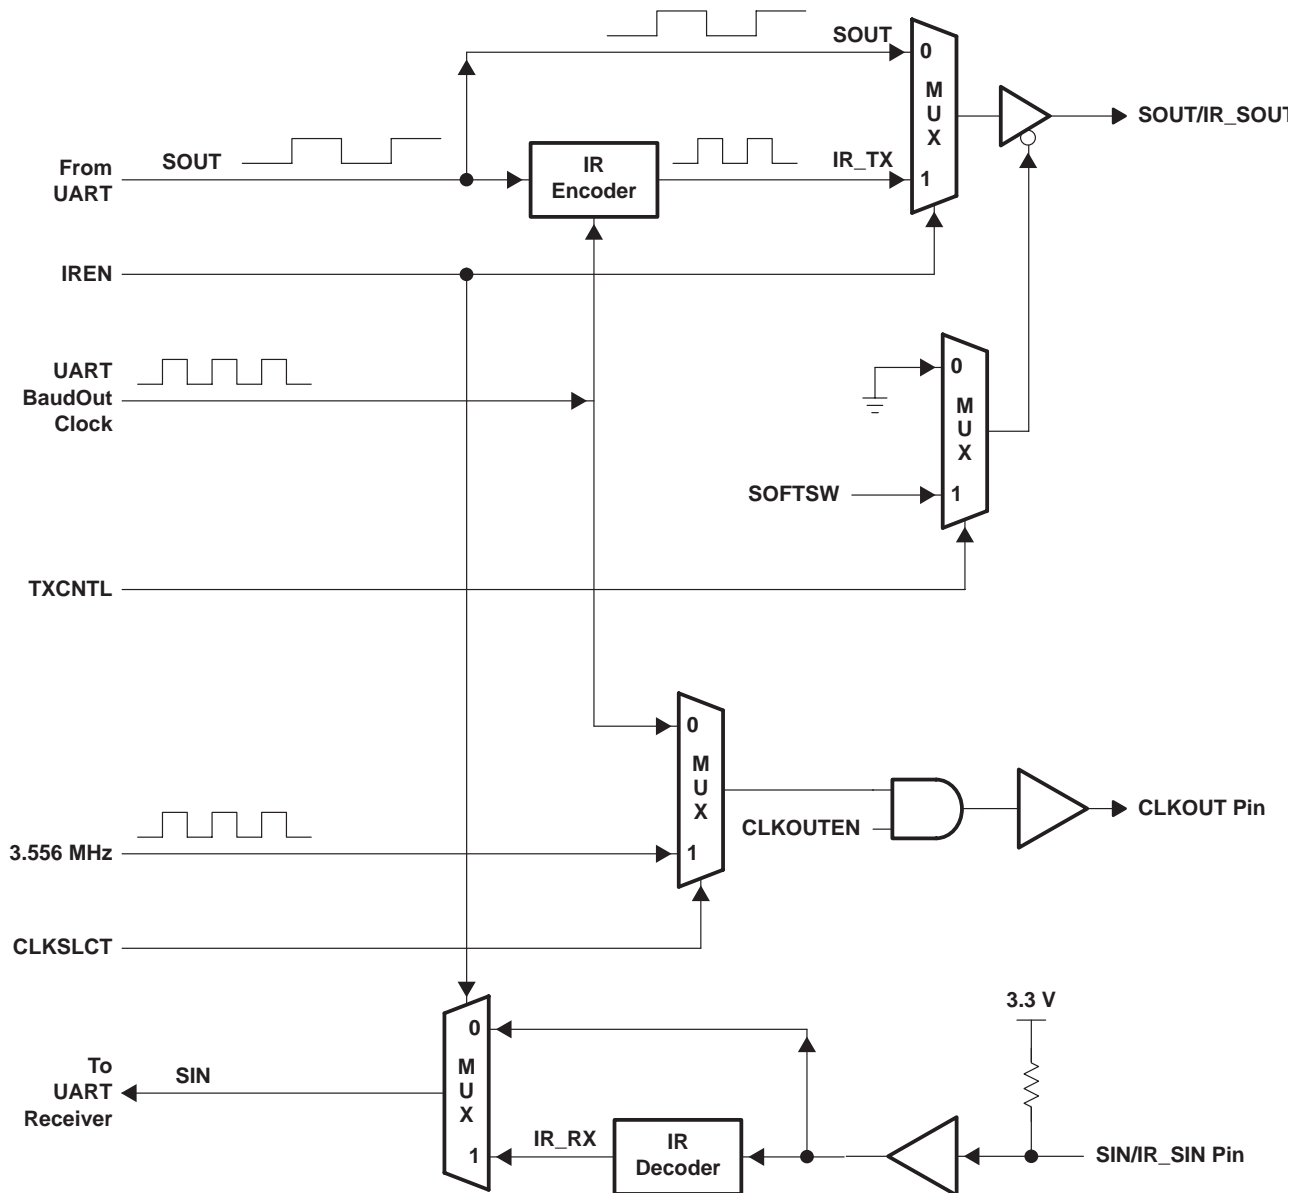 SOUT
0
M
U
X
SOUT/IR_SOUT
From
UART
SOUT
IR
Encoder
IR_TX
1
IREN
UART
BaudOut
Clock
0
M
U
X
SOFTSW
1
TXCNTL
0
M
U
X
CLKOUTEN
CLKOUT Pin
3.556 MHz
1
CLKSLCT
3.3 V
0
To
UART
Receiver
SIN
M
U
X
IR_RX
1
IR
Decoder
SIN/IR_SIN Pin